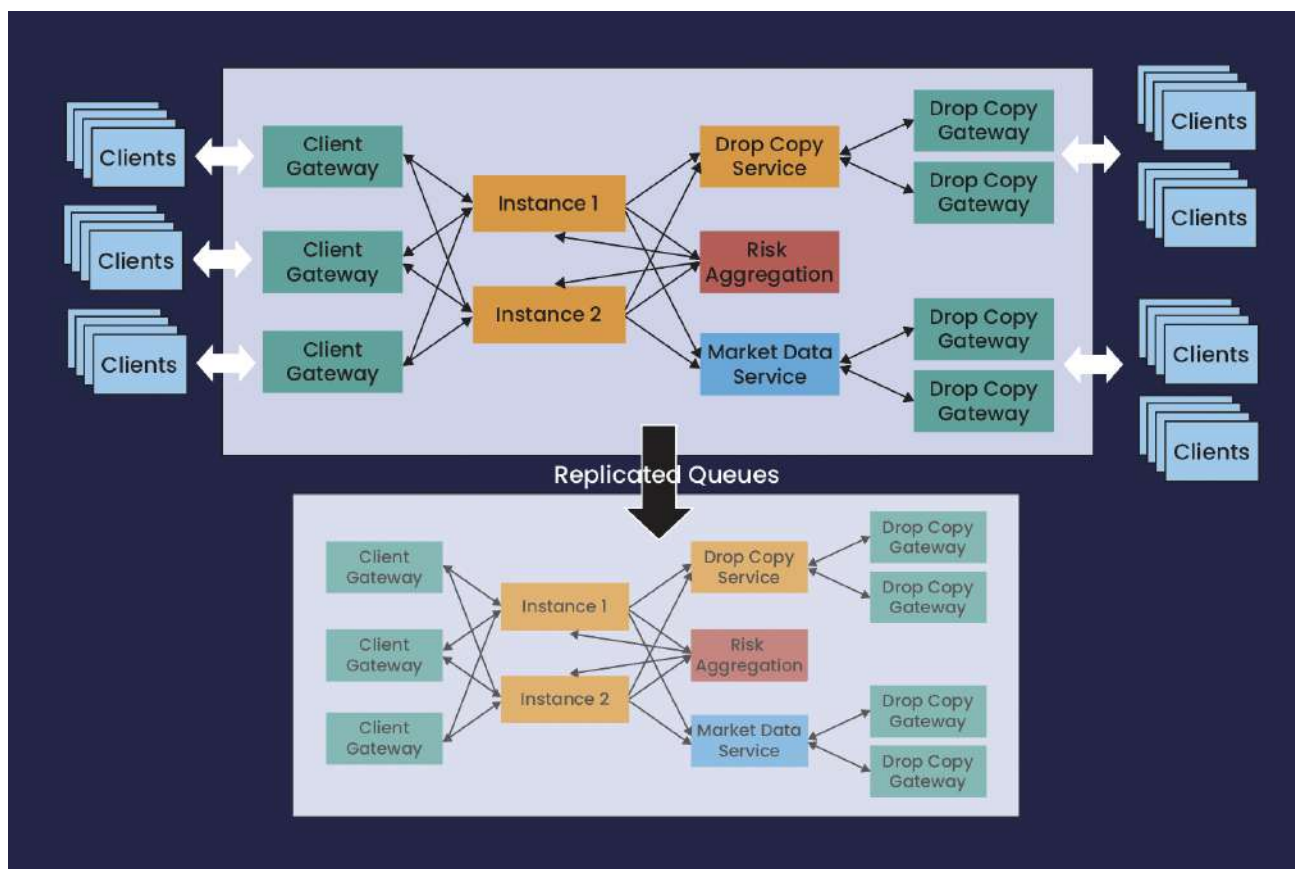 Clients
Clients
Clients
Client
Gateway
Client
Gateway
Client
Gateway
Instance 1
Instance 2
Drop Copy
Service
Risk
Aggregation
Market Data
Service
Drop Copy
Gateway
Drop Copy
Gateway
Drop Copy
Gateway
Drop Copy
Gateway
Clients
Clients
Clients
Clients
Replicated Queues
Client
Gateway
Client
Gateway
Client
Gateway
Instance 1
Instance 2
Drop Copy
Service
Risk
Aggregation
Market Data
Service
Drop Copy
Gateway
Drop Copy
Gateway
Drop Copy
Gateway
Drop Copy
Gateway